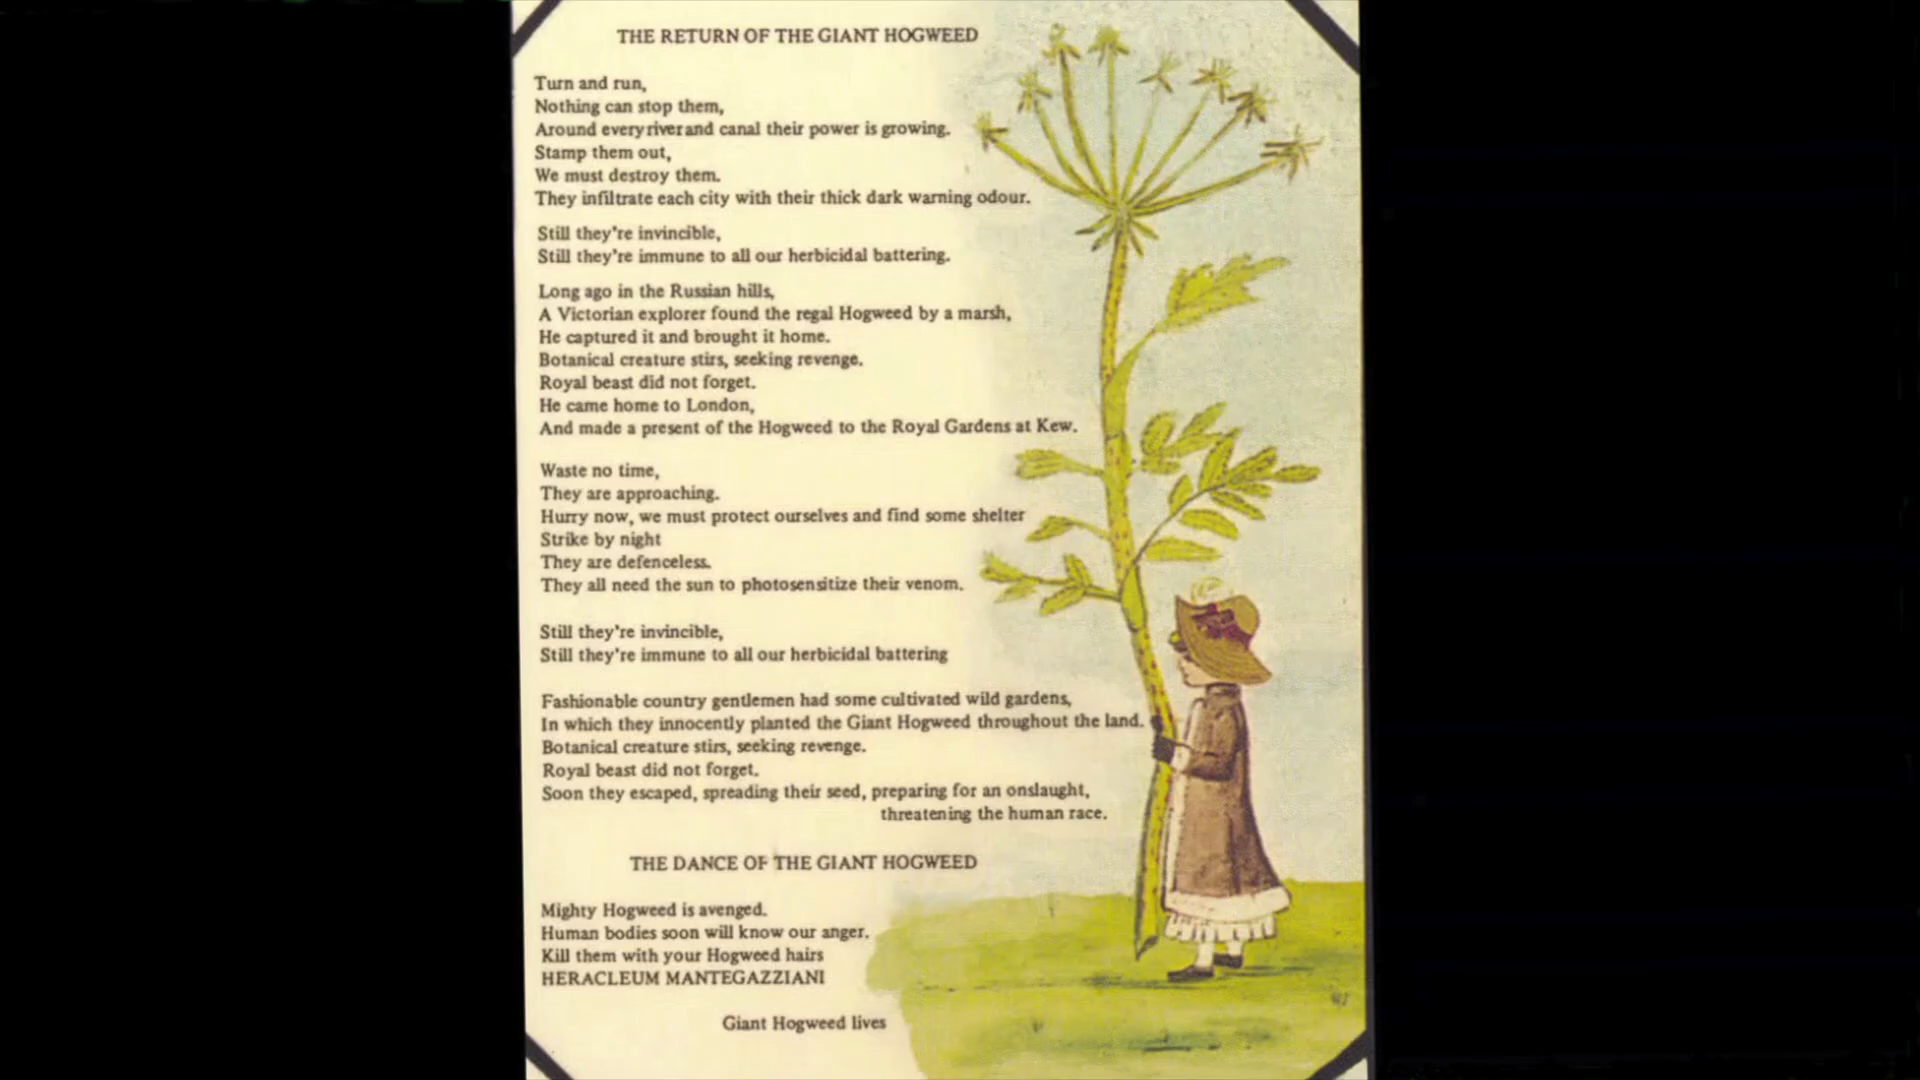 THE RETURN OF THE GIANT HOGWEED
Turn and run,
Nothing can stop them,
Around every river and canal their power is growing.
Stamp them out,
We must destroy them.
They infiltrate each city with their thick dark warning odour.
Still they're invincible,
Still they're immune to all our herbicidal battering.
Long ago in the Russian hills,
A Victorian explorer found the regal Hogweed by a marsh,
He captured it and brought it home.
Botanical creature stirs, seeking revenge.
Royal beast did not forget.
He came home to London,
And made a present of the Hogweed to the Royal Gardens at Kew.
Waste no time,
They are approaching.
Hurry now, we must protect ourselves and find some shelter
Strike by night
They are defenceless.
They all need the sun to photosensitize their venom.
Still they're invincible,
Still they're immune to all our herbicidal battering
Fashionable country gentlemen had some cultivated wild gardens,
In which they innocently planted the Giant Hogweed throughout the land.
Botanical creature stirs, seeking revenge.
Royal beast did not forget.
Soon they escaped, spreading their seed, preparing for an onslaught,
threatening the human race.
THE DANCE OF THE GIANT HOGWEED
Mighty Hogweed is avenged.
Human bodies soon will know our anger.
Kill them with your Hogweed hairs
HERACLEUM MANTEGAZZIANI
Giant Hogweed lives